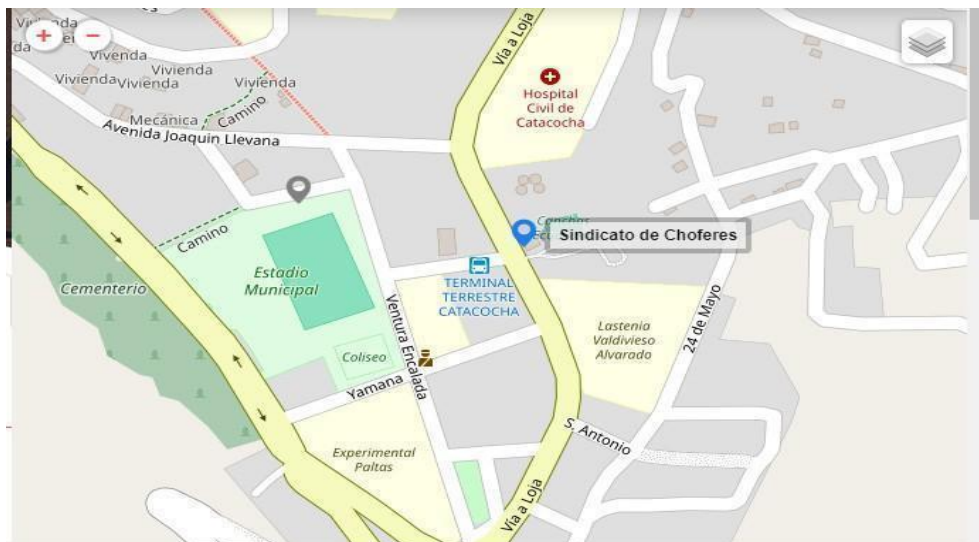 Vivienda
Vivenda
Vivienda
Vivienda
Vivienda
Vivienda
Mecánica
Camino
Avenida Joaquin Llevana
Vía a Loja
Hospital
Civil de
Catacocha
Camino
Canchas
Sindicato de Choferes
Estadio
Municipal
Cementerio
TERMINAL
TERRESTRE
CATACOCHA
Ventura Encalada
Coliseo
Yamana
Lastenia
Valdivieso
Alvarado
24 de Mayo
S. Antonio
Experimental
Paltas
Vía a Loja